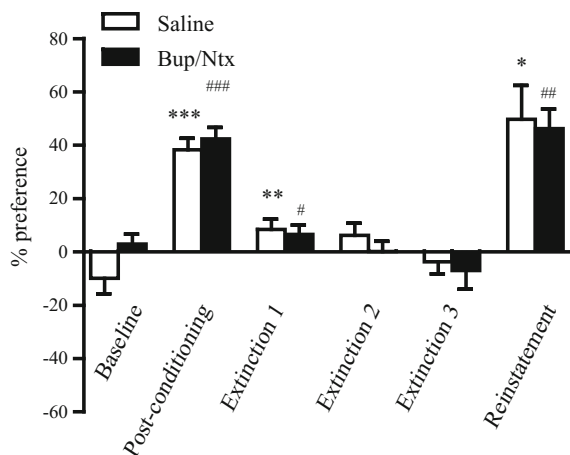 Saline
Bup/Ntx
% preference
80
60
40
20
0
-20
-40
-60
***
###
**
#
*
##
Baseline
Post-conditioning
Extinction 1
Extinction 2
Extinction 3
Reinstatement